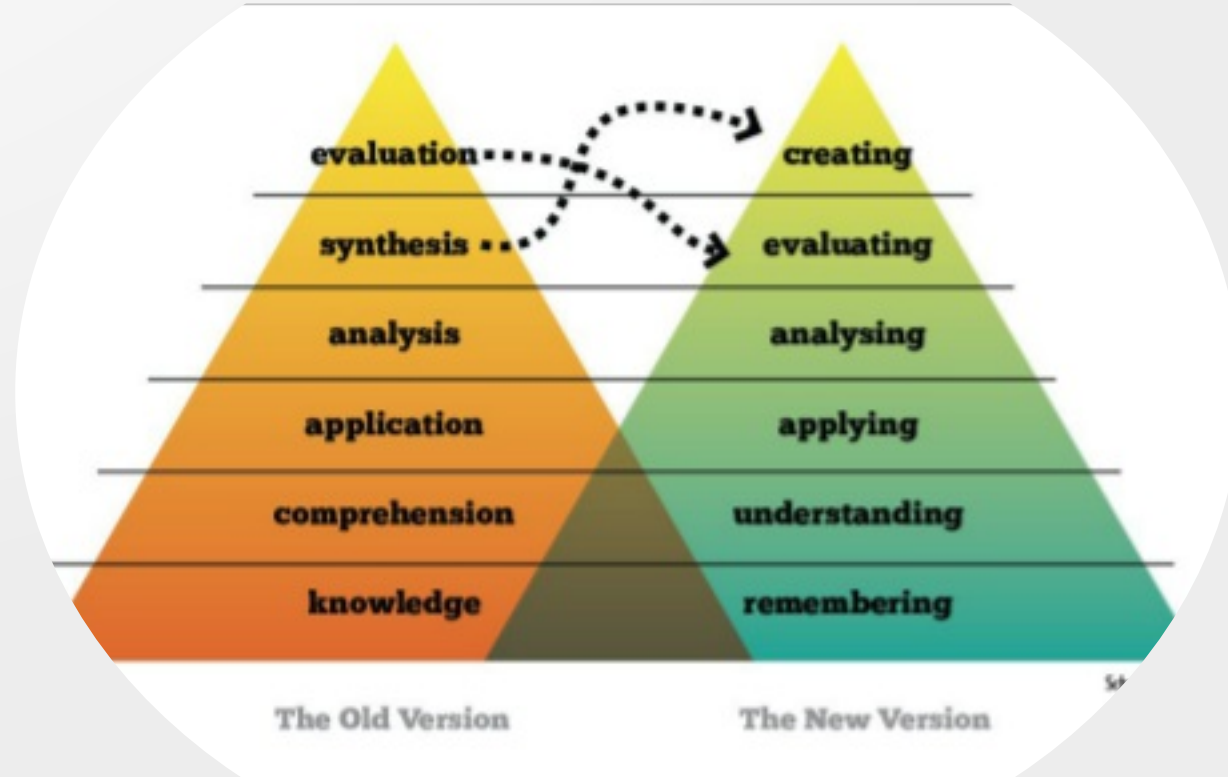 evaluation creating
synthesis evaluating
analysis analysing
application applying
comprehension understanding
knowledge remembering
The Old Version The New Version